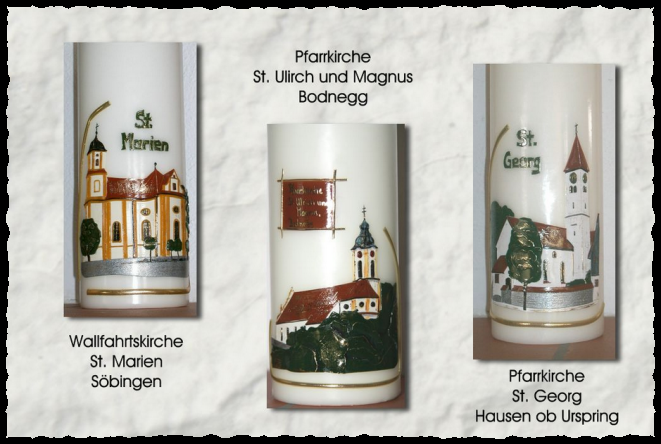 St.
Marien
Wallfahrtskirche
St. Marien
Söbingen
Pfarrkirche
St. Ulirch und Magnus
Bodnegg
St.
Georg
Pfarrkirche
St. Georg
Hausen ob Urspring